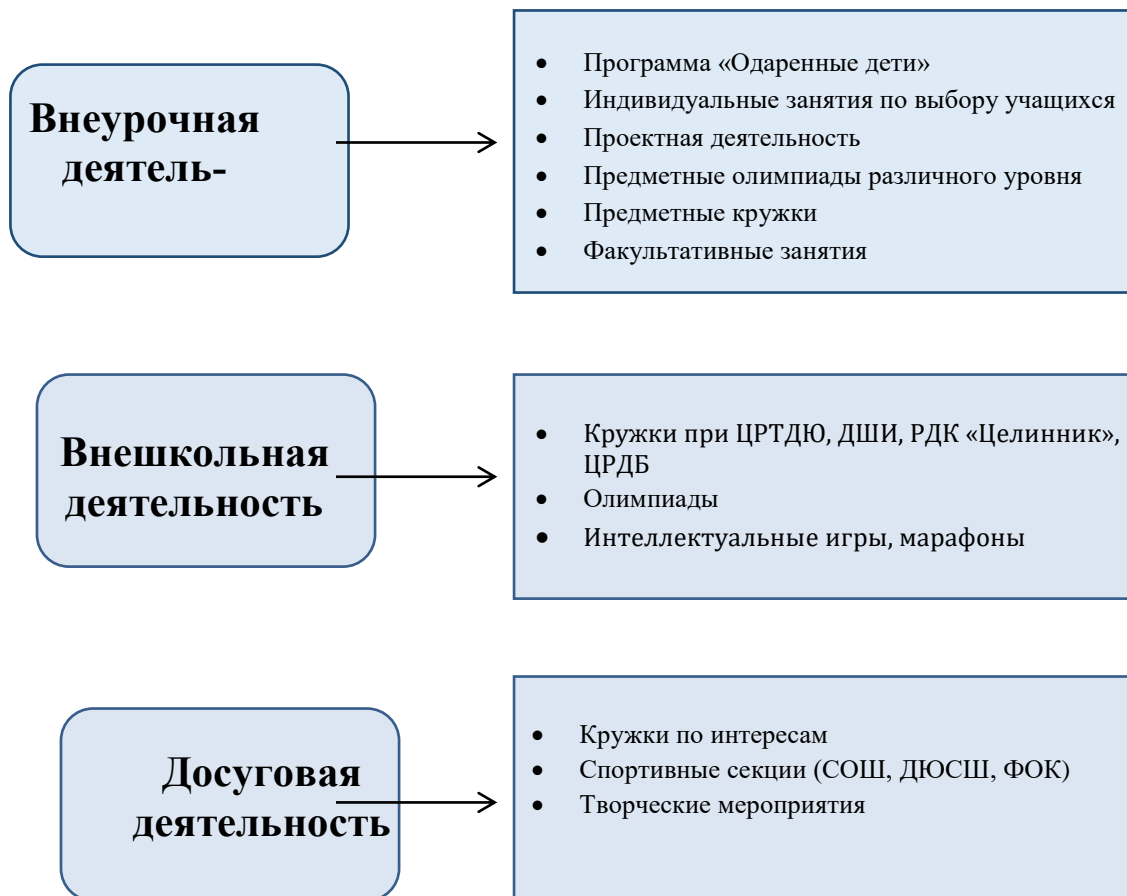 Внеурочная
деятель-
• Программа «Одаренные дети»
• Индивидуальные занятия по выбору учащихся
• Проектная деятельность
• Предметные олимпиады различного уровня
• Предметные кружки
• Факультативные занятия
Внешкольная
деятельность
• Кружки при ЦРТДЮ, ДШИ, РДК «Целинник»,
ЦРДБ
• Олимпиады
• Интеллектуальные игры, марафоны
Досуговая
деятельность
• Кружки по интересам
• Спортивные секции (СОШ, ДЮСШ, ФОК)
• Творческие мероприятия